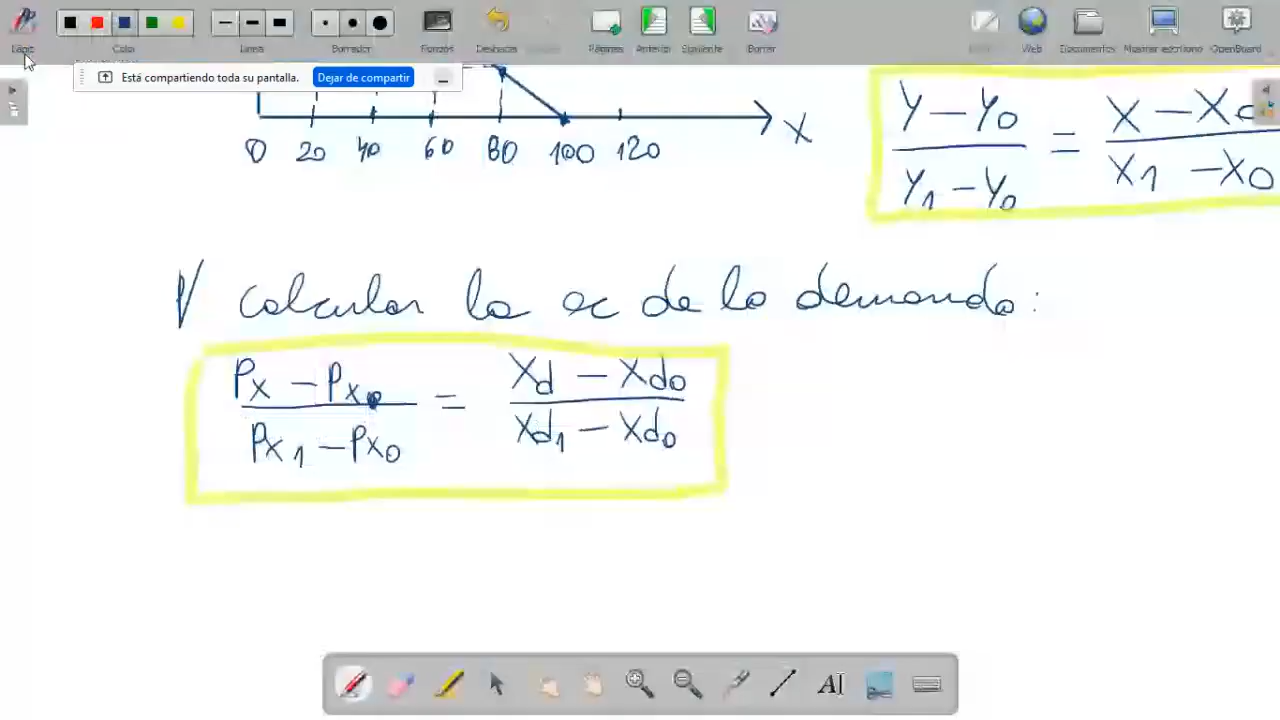 Lápiz Color Línea Borrador Fondos Deshacer Páginas Anterior Siguiente Borrar Web Documentos Mostrar escritorio OpenBoard
Está compartiendo toda su pantalla. Dejar de compartir
0 20 40 60 80 100 120 X
Y - Y0 = X - X0
Y1 - Y0 X1 - X0
P/ calcular la ec de la demanda:
Px - Px0 = Xd - Xd0
Px1 - Px0 Xd1 - Xd0
AI